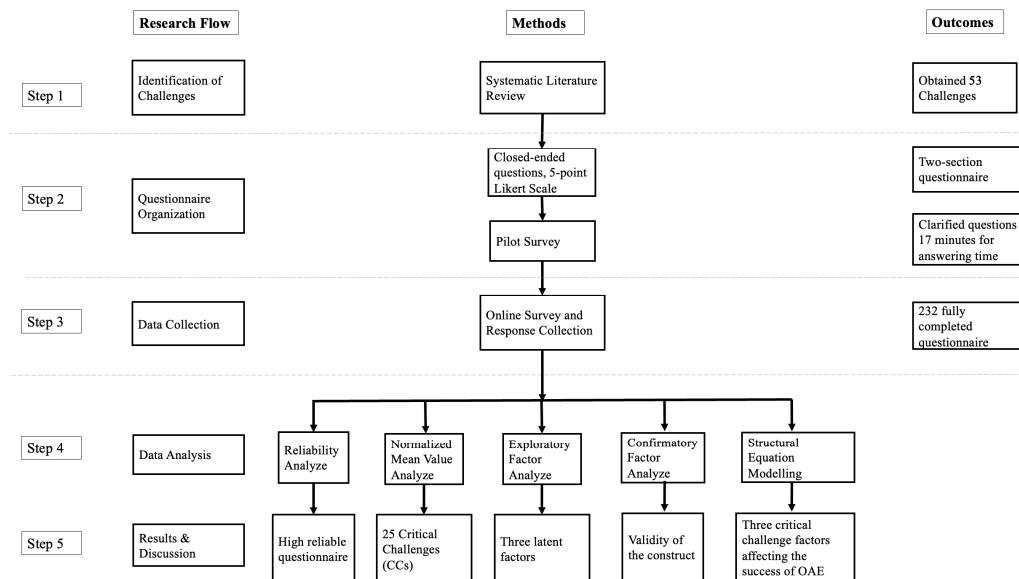 Research Flow
Methods
Outcomes
Step 1
Identification of
Challenges
Systematic Literature
Review
Obtained 53
Challenges
Step 2
Questionnaire
Organization
Closed-ended
questions, 5-point
Likert Scale
Pilot Survey
Two-section
questionnaire
Clarified questions
17 minutes for
answering time
Step 3
Data Collection
Online Survey and
Response Collection
232 fully
completed
questionnaire
Step 4
Data Analysis
Reliability
Analyze
Normalized
Mean Value
Analyze
Exploratory
Factor
Analyze
Confirmatory
Factor
Analyze
Structural
Equation
Modelling
Step 5
Results &
Discussion
High reliable
questionnaire
25 Critical
Challenges
(CCs)
Three latent
factors
Validity of
the construct
Three critical
challenge factors
affecting the
success of OAE